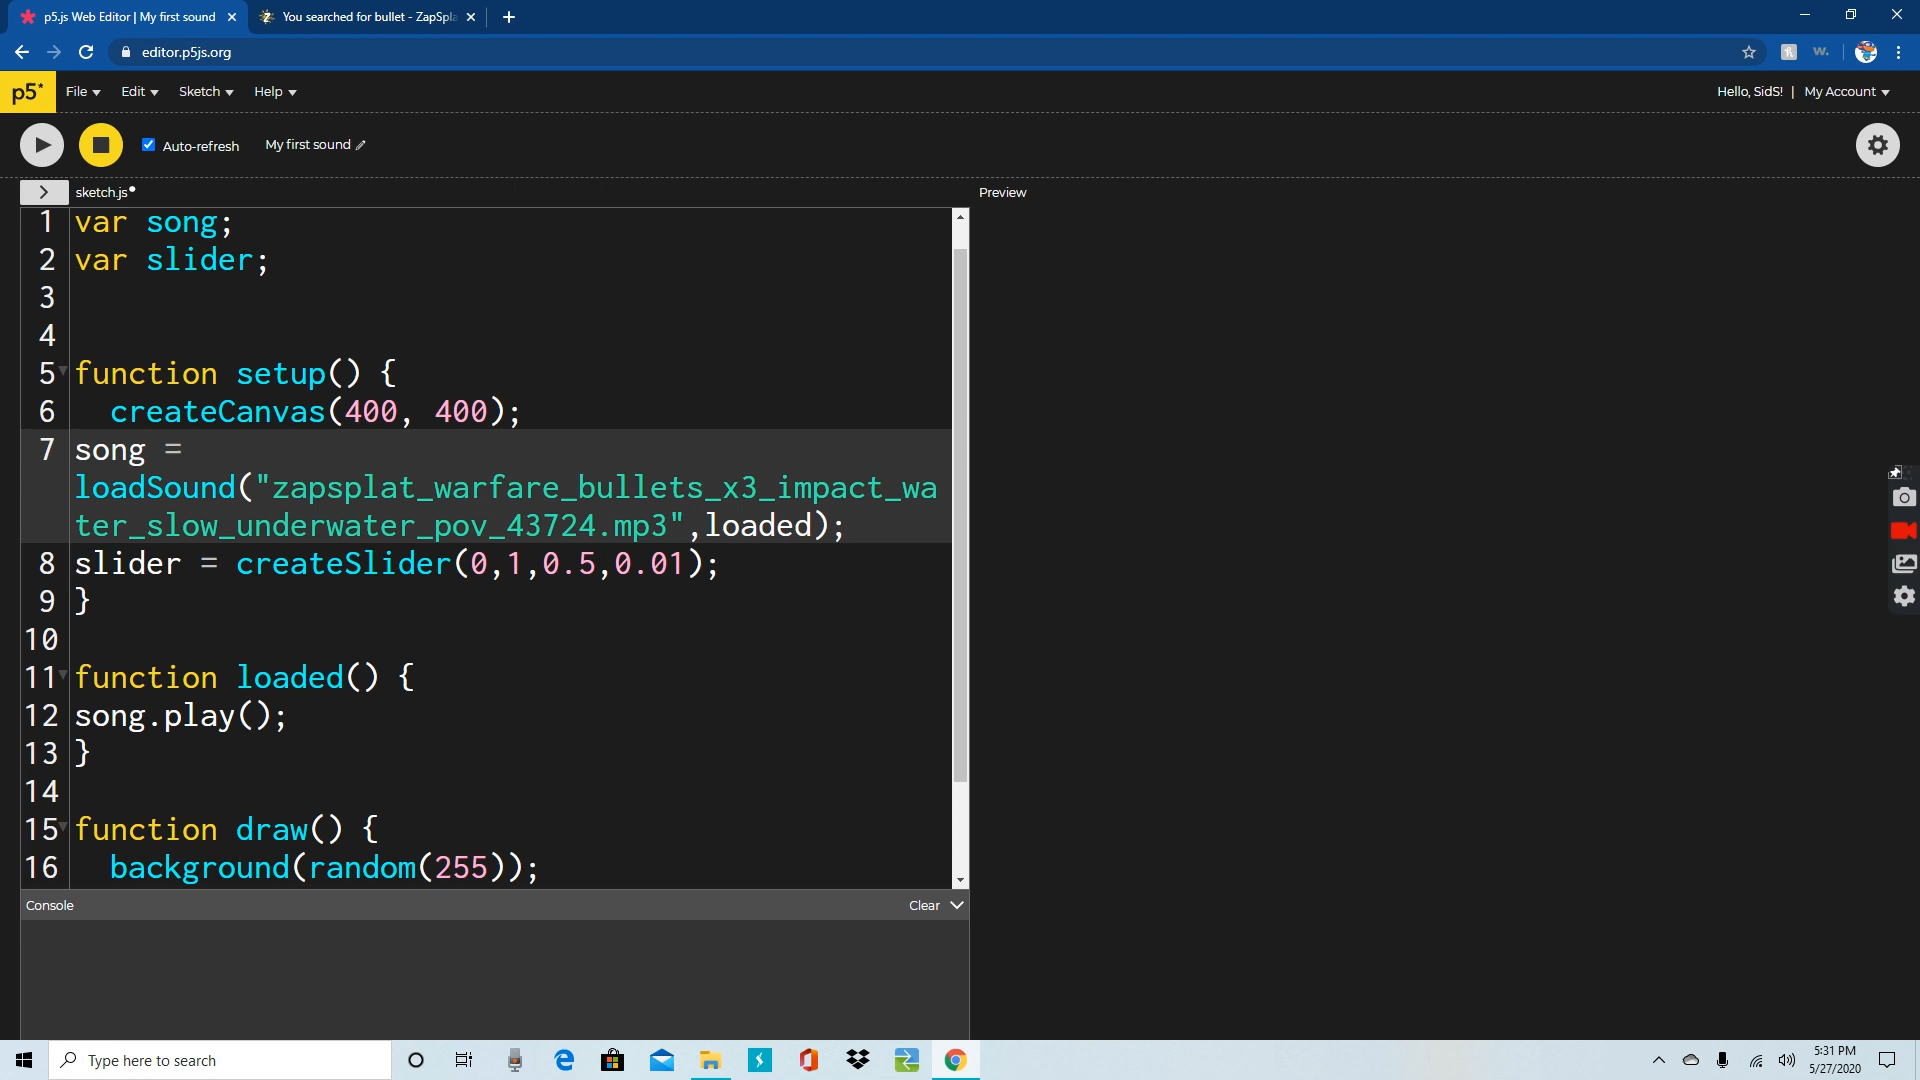 p5.js Web Editor | My first sound
You searched for bullet - ZapSpla
editor.p5js.org
w.
p5*
File
Edit
Sketch
Help
Hello, SidS! | My Account
Auto-refresh
My first sound
sketch.js
Preview
1 var song;
2 var slider;
3
4
5 function setup() {
6 createCanvas(400, 400);
7 song =
loadSound("zapsplat_warfare_bullets_x3_impact_wa
ter_slow_underwater_pov_43724.mp3",loaded);
8 slider = createSlider(0,1,0.5,0.01);
9 }
10
11 function loaded() {
12 song.play();
13 }
14
15 function draw() {
16 background(random(255));
Console
Clear
Type here to search
5:31 PM
5/27/2020